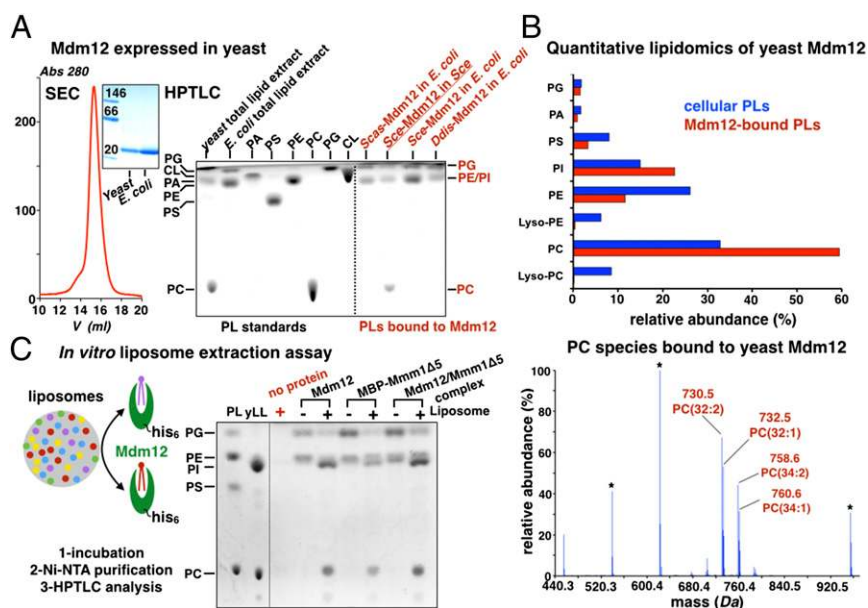 A
Mdm12 expressed in yeast
Abs 280
SEC
146
66
20
Yeast
E. coli
200
100
0
10 12 14 16 18 20
V (ml)
HPTLC
yeast total lipid extract
E. coli total lipid extract
PA
PS
PE
PC
PG
CL
Scas-Mdm12 in E. coli
Sce-Mdm12 in Sce
Sce-Mdm12 in E. coli
Ddis-Mdm12 in E. coli
PG
CL
PA
PE
PS
PC
PG
PE/PI
PC
PL standards
PLs bound to Mdm12
B
Quantitative lipidomics of yeast Mdm12
cellular PLs
Mdm12-bound PLs
PG
PA
PS
PI
PE
Lyso-PE
PC
Lyso-PC
0 10 20 30 40 50 60
relative abundance (%)
PC species bound to yeast Mdm12
relative abundance (%)
100
80
60
40
20
0
*
*
*
730.5
PC(32:2)
732.5
PC(32:1)
758.6
PC(34:2)
760.6
PC(34:1)
440.3 520.3 600.4 680.4 760.4 840.5 920.5
mass (Da)
C
In vitro liposome extraction assay
liposomes
his6
Mdm12
his6
1-incubation
2-Ni-NTA purification
3-HPTLC analysis
PL yLL
no protein
Mdm12
MBP-Mmm1Δ5
Mdm12/Mmm1Δ5
complex
+ - + - + - + Liposome
PG
PE
PI
PS
PC